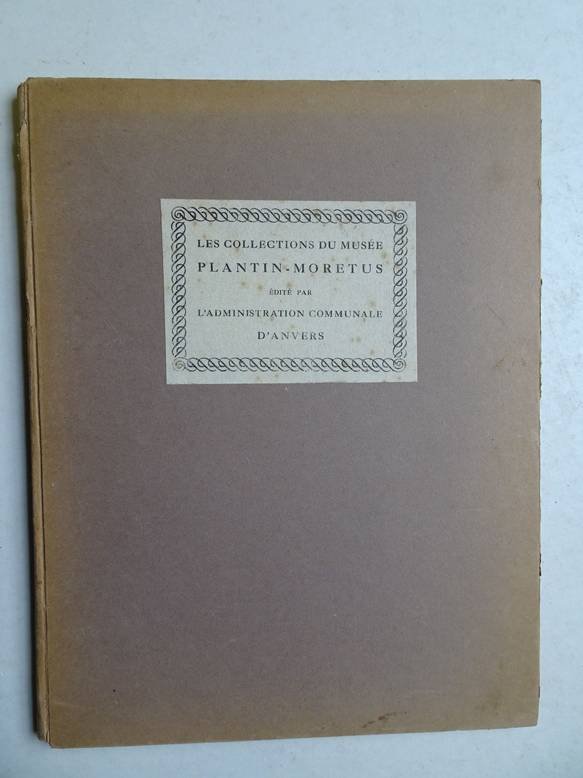 LES COLLECTIONS DU MUSÉE
PLANTIN-MORETUS
ÉDITÉ PAR
L'ADMINISTRATION COMMUNALE
D'ANVERS